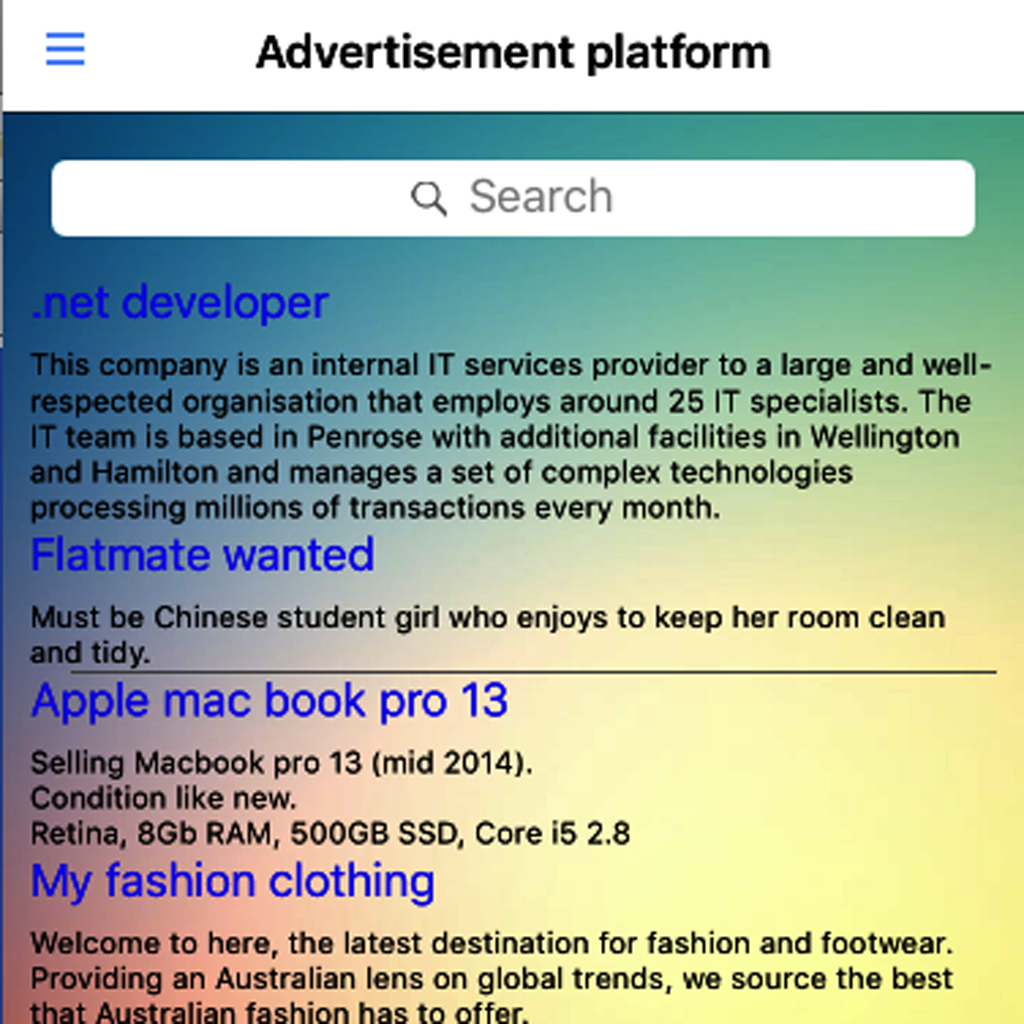 Advertisement platform
Search
.net developer
This company is an internal IT services provider to a large and well-
respected organisation that employs around 25 IT specialists. The
IT team is based in Penrose with additional facilities in Wellington
and Hamilton and manages a set of complex technologies
processing millions of transactions every month.
Flatmate wanted
Must be Chinese student girl who enjoys to keep her room clean
and tidy.
Apple mac book pro 13
Selling Macbook pro 13 (mid 2014).
Condition like new.
Retina, 8Gb RAM, 500GB SSD, Core i5 2.8
My fashion clothing
Welcome to here, the latest destination for fashion and footwear.
Providing an Australian lens on global trends, we source the best
that Australian fashion has to offer.